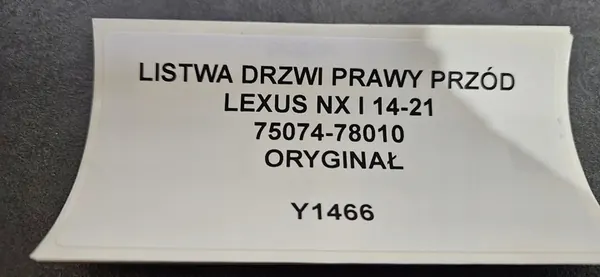 LISTWA DRZWI PRAWY PRZÓD
LEXUS NX I 14-21
75074-78010
ORYGINAŁ
Y1466